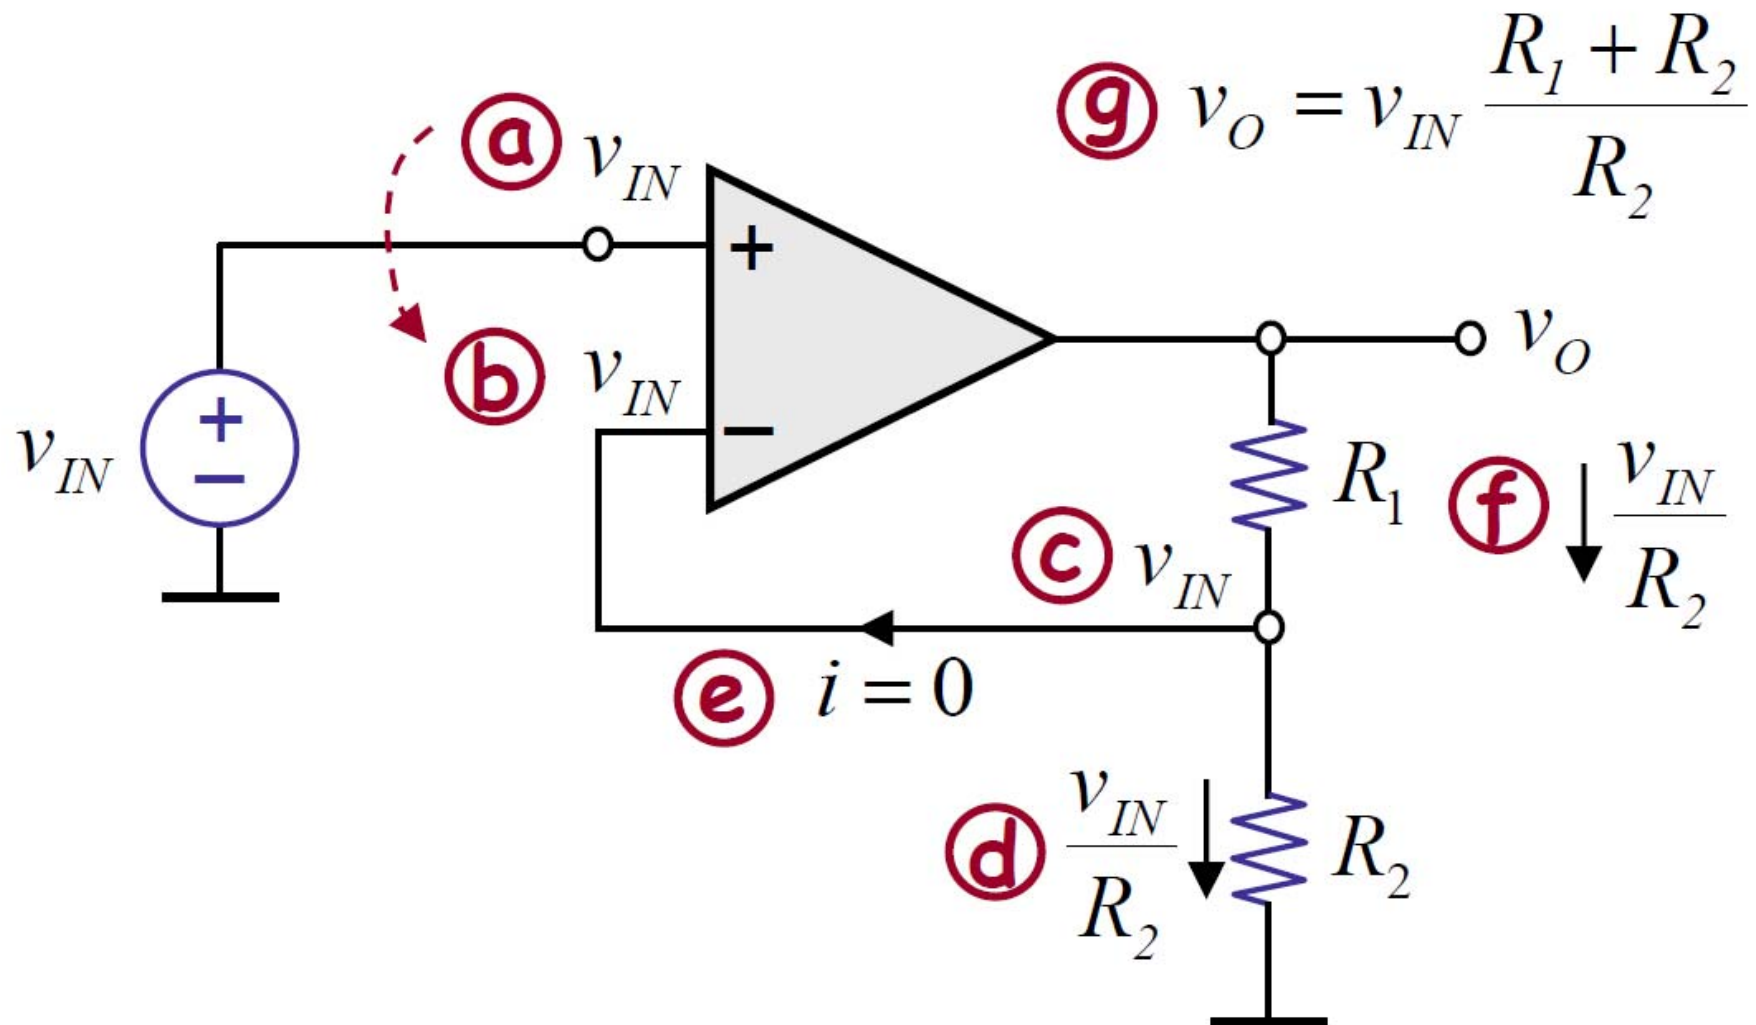 ⓖ v_O = v_IN (R_1 + R_2) / R_2
ⓐ v_IN
+
ⓑ v_IN
−
v_O
v_IN
+
−
R_1
ⓕ v_IN / R_2
ⓒ v_IN
ⓔ i = 0
ⓓ v_IN / R_2
R_2